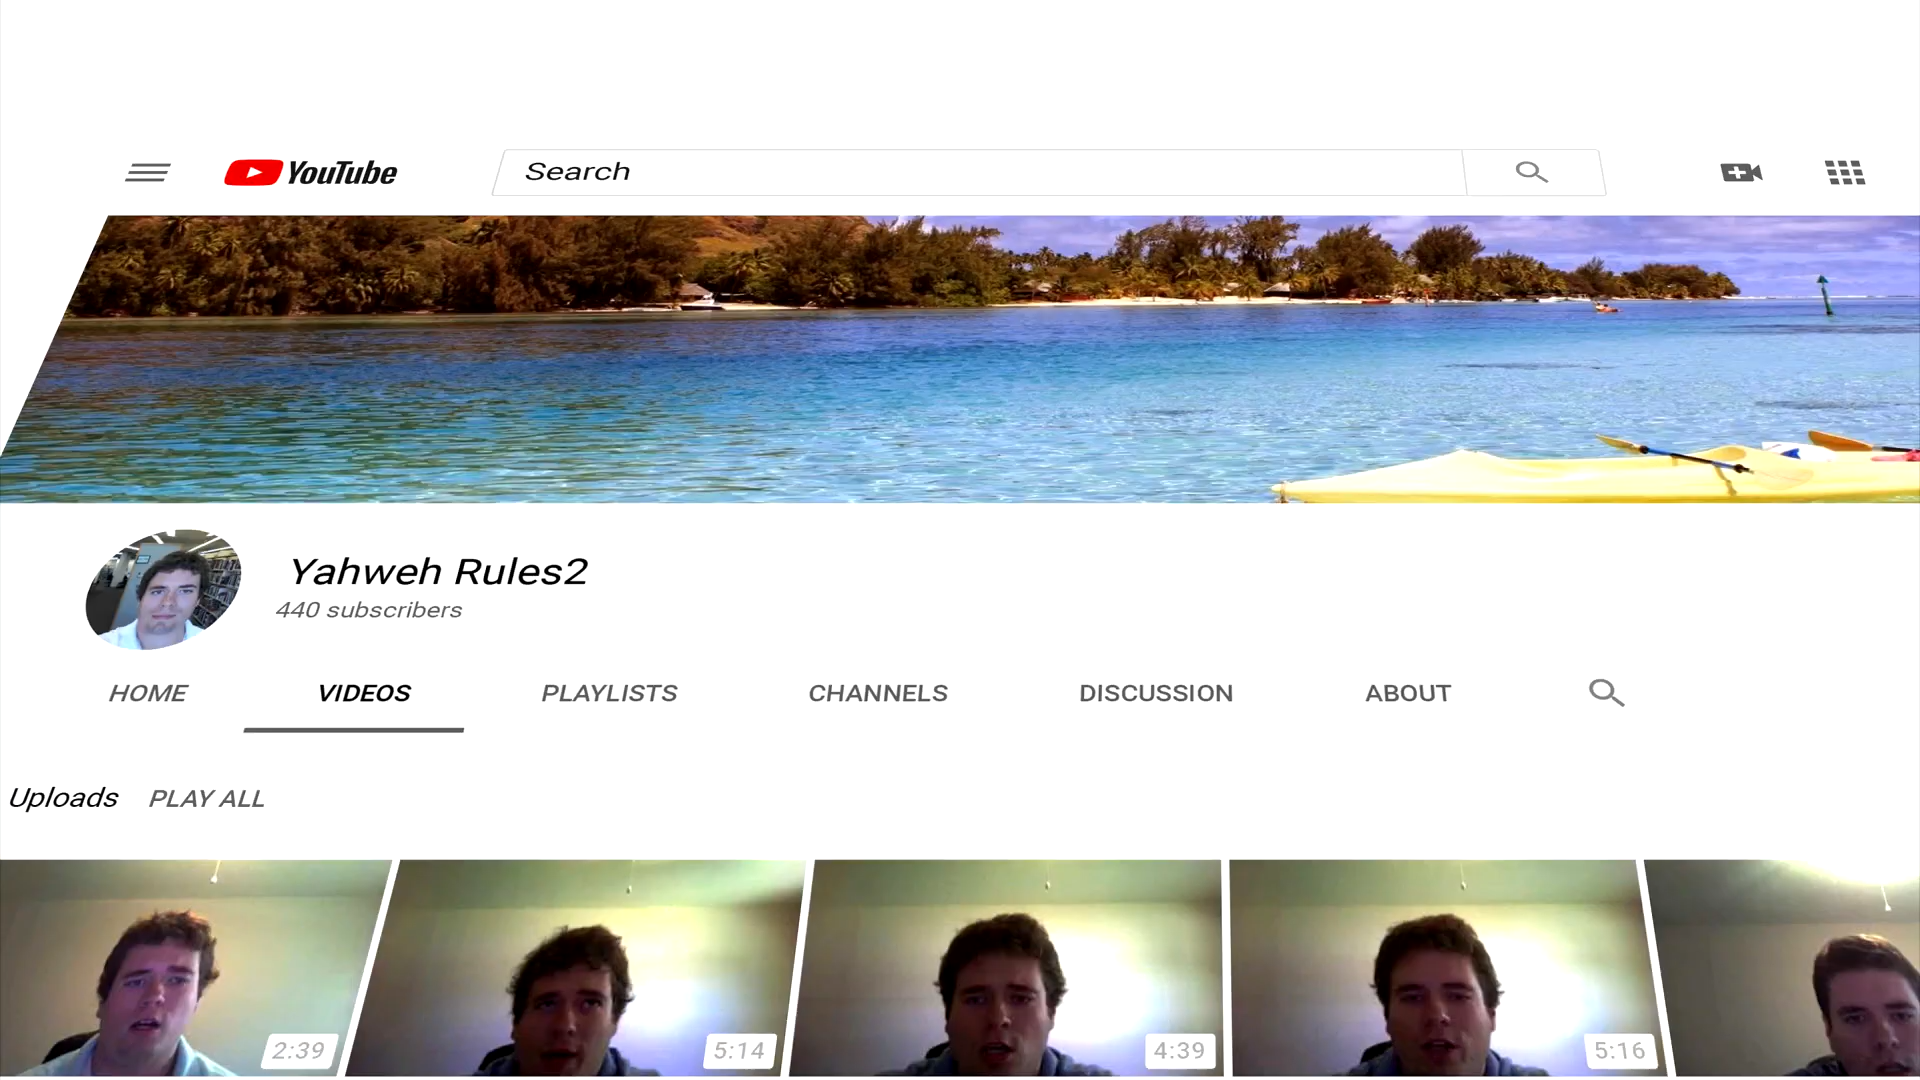 YouTube Search
Yahweh Rules2
440 subscribers
HOME VIDEOS PLAYLISTS CHANNELS DISCUSSION ABOUT
Uploads PLAY ALL
2:39 5:14 4:39 5:16